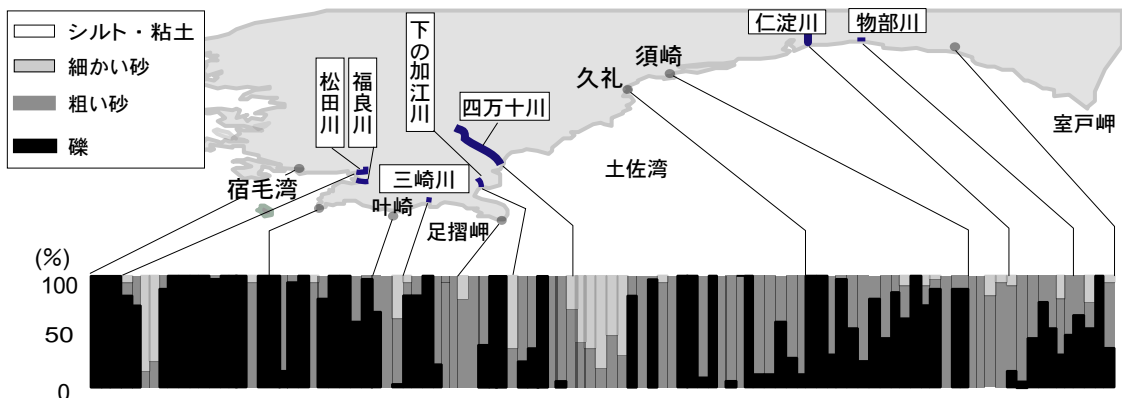 シルト・粘土
細かい砂
粗い砂
礫
松田川
福良川
下の加江川
四万十川
三崎川
仁淀川
物部川
須崎
久礼
室戸岬
土佐湾
宿毛湾
叶崎
足摺岬
(%)
100
50
0